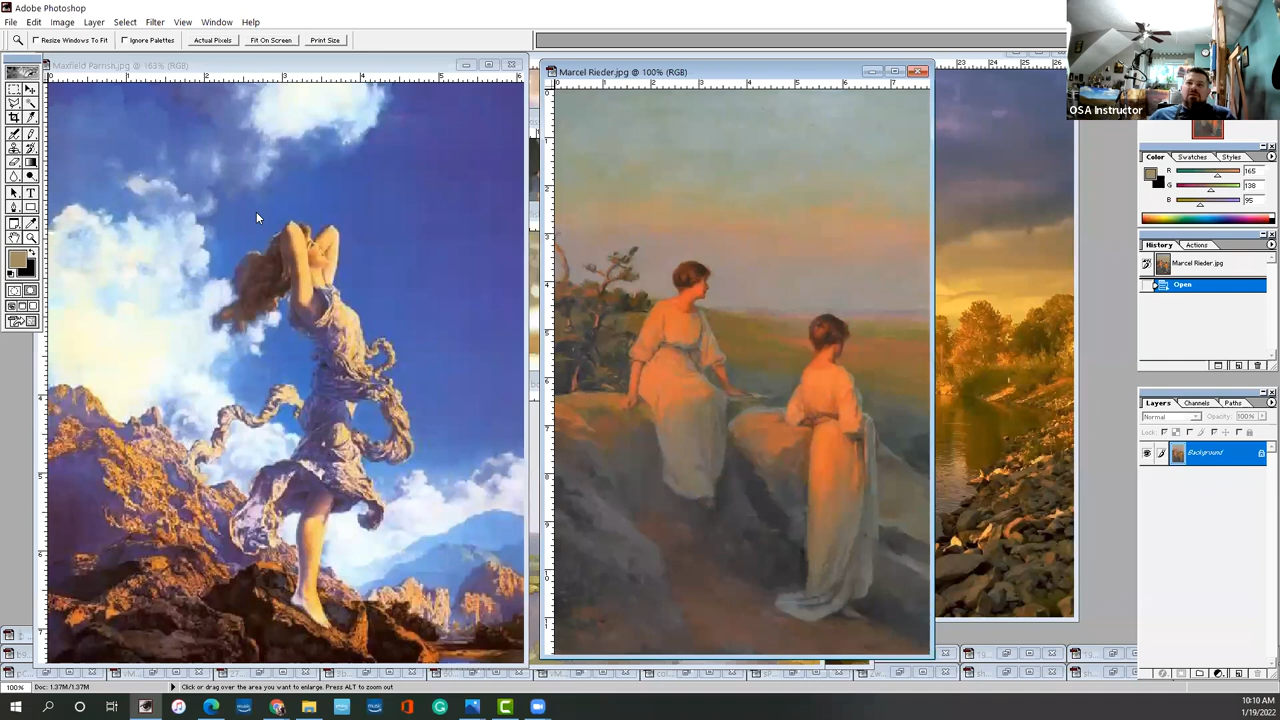 Adobe Photoshop
File Edit Image Layer Select Filter View Window Help
Resize Windows To Fit Ignore Palettes Actual Pixels Fit On Screen Print Size
Maxfield Parrish.jpg @ 163% (RGB)
Marcel Rieder.jpg @ 100% (RGB)
OSA Instructor
Color Swatches Styles
R 165
G 138
B 95
History Actions
Marcel Rieder.jpg
Open
Layers Channels Paths
Normal Opacity: 100%
Lock:
Background
100% Doc: 1.37M/1.37M Click or drag over the area you want to enlarge. Press ALT to zoom out
10:10 AM
1/19/2022